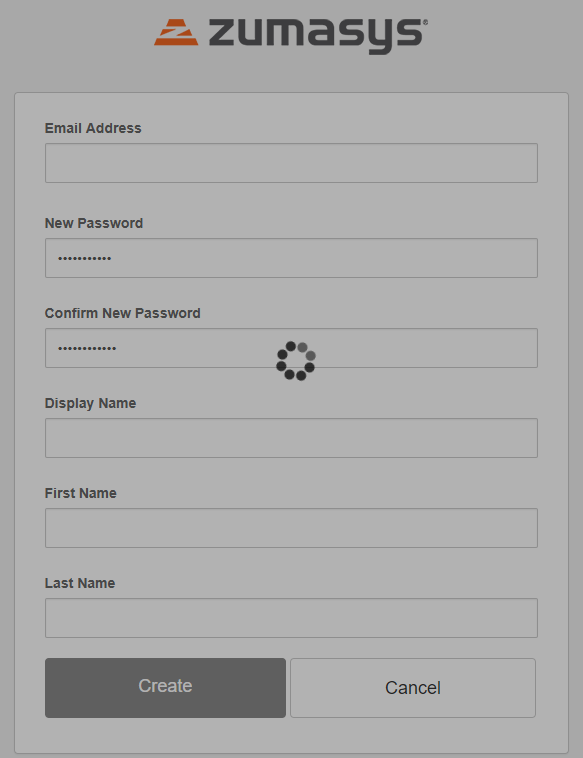 zumasys®
Email Address
New Password
•••••••••••
Confirm New Password
••••••••••••
Display Name
First Name
Last Name
Create Cancel